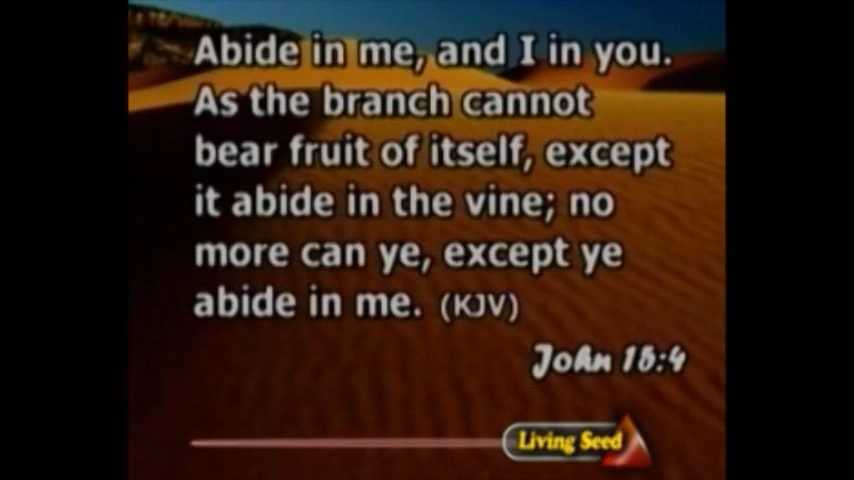 Abide in me, and I in you.
As the branch cannot
bear fruit of itself, except
it abide in the vine; no
more can ye, except ye
abide in me. (KJV)
John 15:4
Living Seed